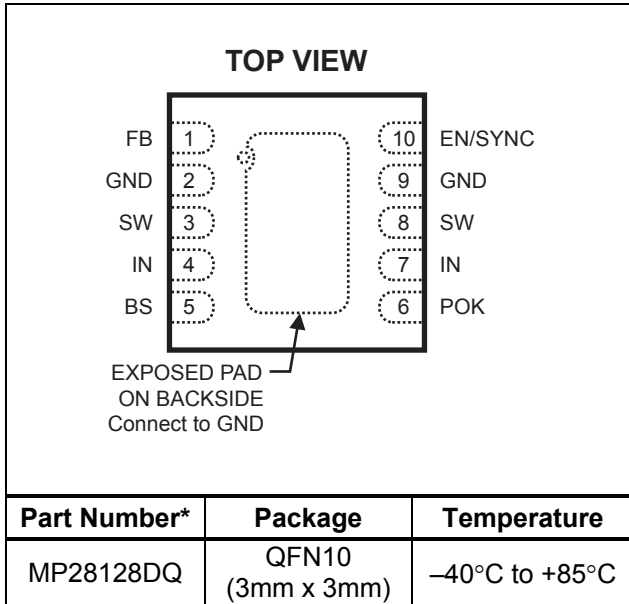 TOP VIEW
FB 1 10 EN/SYNC
GND 2 9 GND
SW 3 8 SW
IN 4 7 IN
BS 5 6 POK
EXPOSED PAD
ON BACKSIDE
Connect to GND
Part Number* Package Temperature
MP28128DQ QFN10 –40°C to +85°C
(3mm x 3mm)